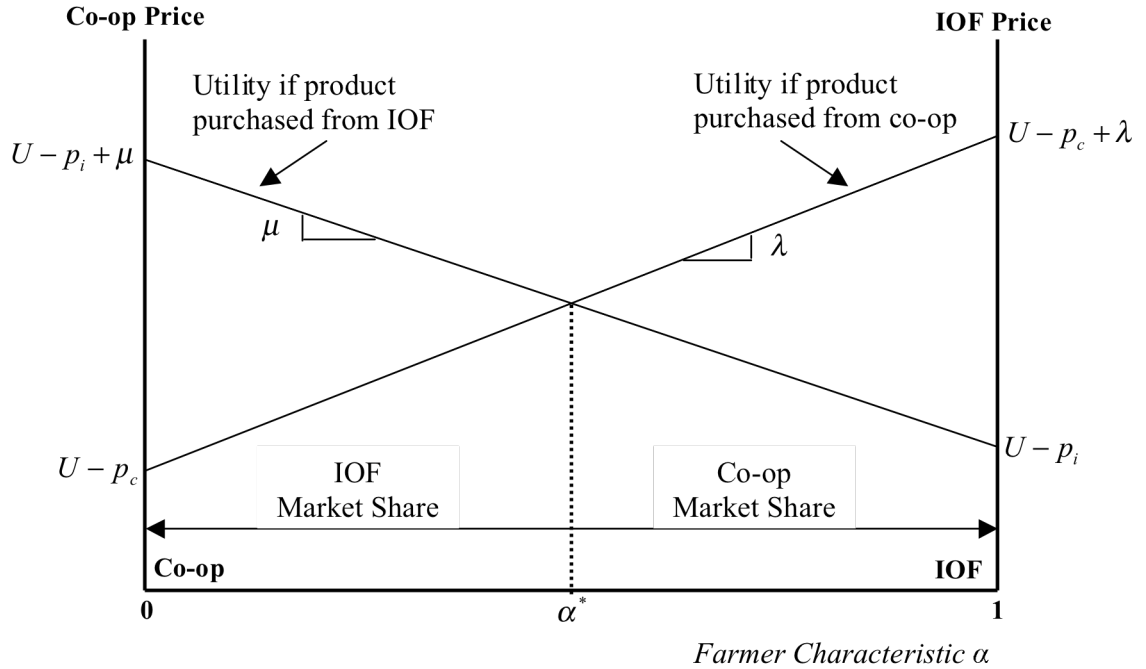 Co-op Price
IOF Price
Utility if product
purchased from IOF
Utility if product
purchased from co-op
U − p_i + μ
U − p_c + λ
μ
λ
U − p_c
U − p_i
IOF
Market Share
Co-op
Market Share
Co-op
IOF
0
α*
1
Farmer Characteristic α